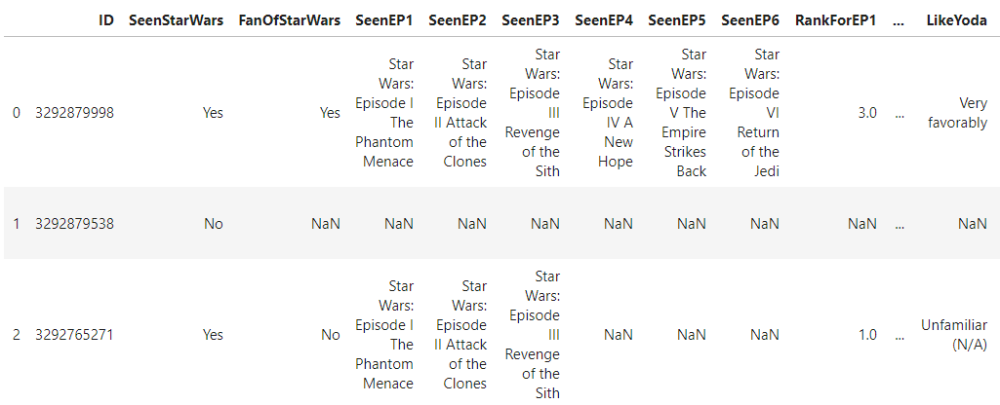 ID SeenStarWars FanOfStarWars SeenEP1 SeenEP2 SeenEP3 SeenEP4 SeenEP5 SeenEP6 RankForEP1 ... LikeYoda
0 3292879998 Yes Yes Star Wars: Episode I The Phantom Menace Star Wars: Episode II Attack of the Clones Star Wars: Episode III Revenge of the Sith Star Wars: Episode IV A New Hope Star Wars: Episode V The Empire Strikes Back Star Wars: Episode VI Return of the Jedi 3.0 ... Very favorably
1 3292879538 No NaN NaN NaN NaN NaN NaN NaN NaN ... NaN
2 3292765271 Yes No Star Wars: Episode I The Phantom Menace Star Wars: Episode II Attack of the Clones Star Wars: Episode III Revenge of the Sith NaN NaN NaN 1.0 ... Unfamiliar (N/A)